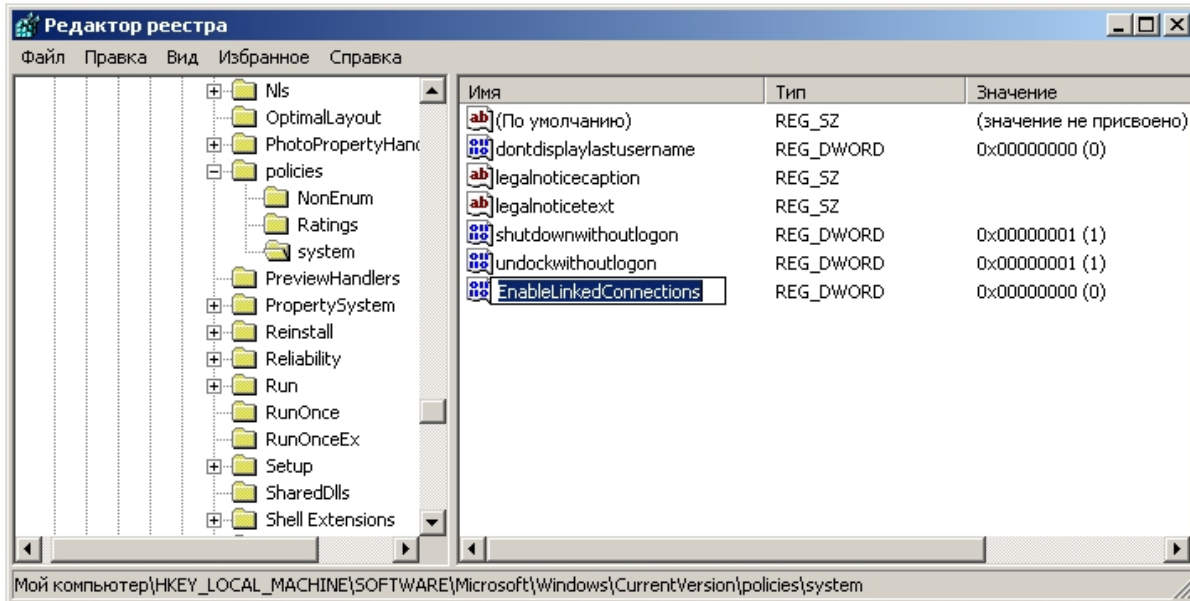 Редактор реестра
Файл Правка Вид Избранное Справка
Nls
OptimalLayout
PhotoPropertyHand
policies
NonEnum
Ratings
system
PreviewHandlers
PropertySystem
Reinstall
Reliability
Run
RunOnce
RunOnceEx
Setup
SharedDlls
Shell Extensions
Имя Тип Значение
(По умолчанию) REG_SZ (значение не присвоено)
dontdisplaylastusername REG_DWORD 0x00000000 (0)
legalnoticecaption REG_SZ
legalnoticetext REG_SZ
shutdownwithoutlogon REG_DWORD 0x00000001 (1)
undockwithoutlogon REG_DWORD 0x00000001 (1)
EnableLinkedConnections REG_DWORD 0x00000000 (0)
Мой компьютер\HKEY_LOCAL_MACHINE\SOFTWARE\Microsoft\Windows\CurrentVersion\policies\system